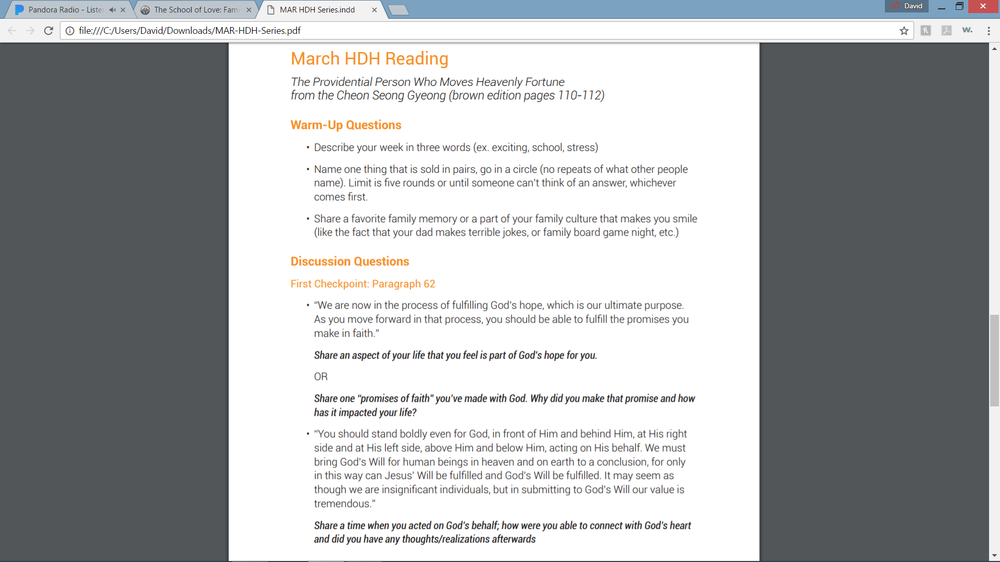 Pandora Radio - Liste
The School of Love: Fami
MAR HDH Series.indd
David
file:///C:/Users/David/Downloads/MAR-HDH-Series.pdf
w.
March HDH Reading
The Providential Person Who Moves Heavenly Fortune
from the Cheon Seong Gyeong (brown edition pages 110-112)
Warm-Up Questions
• Describe your week in three words (ex. exciting, school, stress)
• Name one thing that is sold in pairs, go in a circle (no repeats of what other people
name). Limit is five rounds or until someone can't think of an answer, whichever
comes first.
• Share a favorite family memory or a part of your family culture that makes you smile
(like the fact that your dad makes terrible jokes, or family board game night, etc.)
Discussion Questions
First Checkpoint: Paragraph 62
• “We are now in the process of fulfilling God's hope, which is our ultimate purpose.
As you move forward in that process, you should be able to fulfill the promises you
make in faith.”
Share an aspect of your life that you feel is part of God's hope for you.
OR
Share one “promises of faith” you've made with God. Why did you make that promise and how
has it impacted your life?
• “You should stand boldly even for God, in front of Him and behind Him, at His right
side and at His left side, above Him and below Him, acting on His behalf. We must
bring God's Will for human beings in heaven and on earth to a conclusion, for only
in this way can Jesus' Will be fulfilled and God's Will be fulfilled. It may seem as
though we are insignificant individuals, but in submitting to God's Will our value is
tremendous.”
Share a time when you acted on God's behalf; how were you able to connect with God's heart
and did you have any thoughts/realizations afterwards